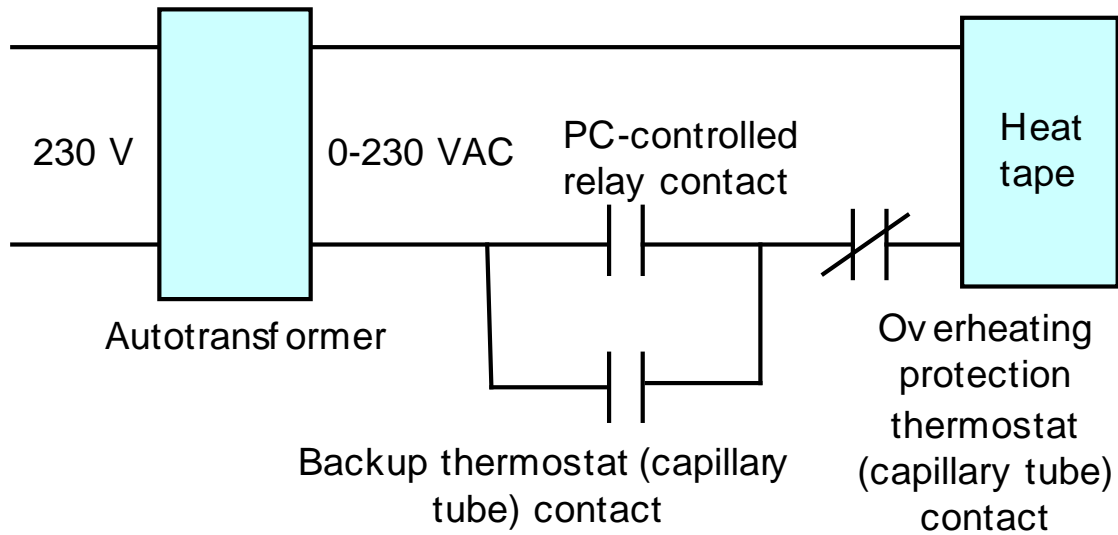 230 V
0-230 VAC
PC-controlled
relay contact
Heat
tape
Autotransformer
Overheating
protection
thermostat
(capillary tube)
contact
Backup thermostat (capillary
tube) contact